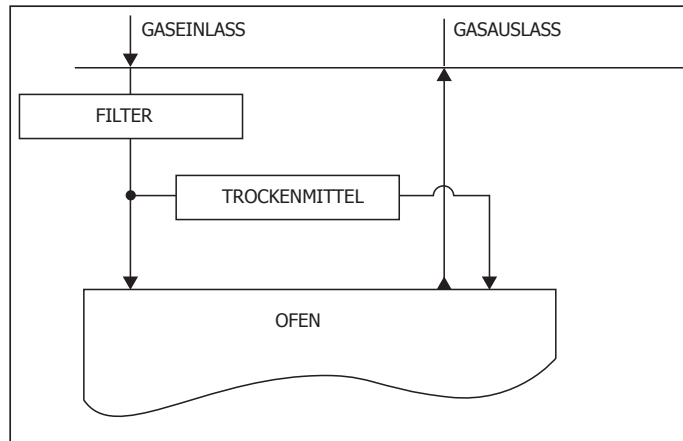 GASEINLASS
GASAUSLASS
FILTER
TROCKENMITTEL
OFEN